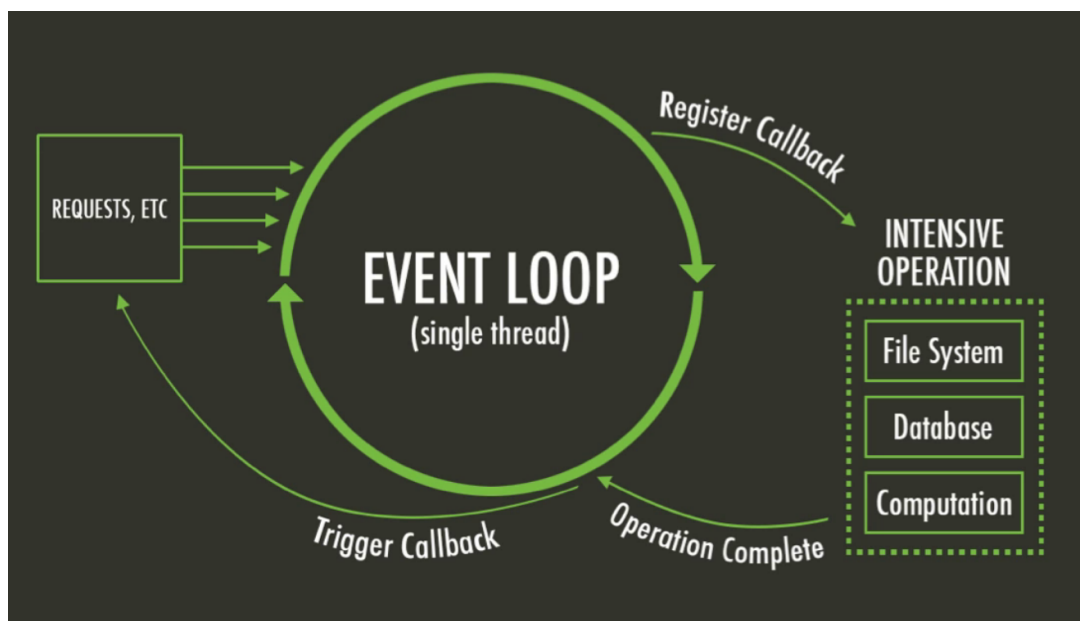 REQUESTS, ETC
EVENT LOOP
(single thread)
Register Callback
INTENSIVE
OPERATION
File System
Database
Computation
Operation Complete
Trigger Callback